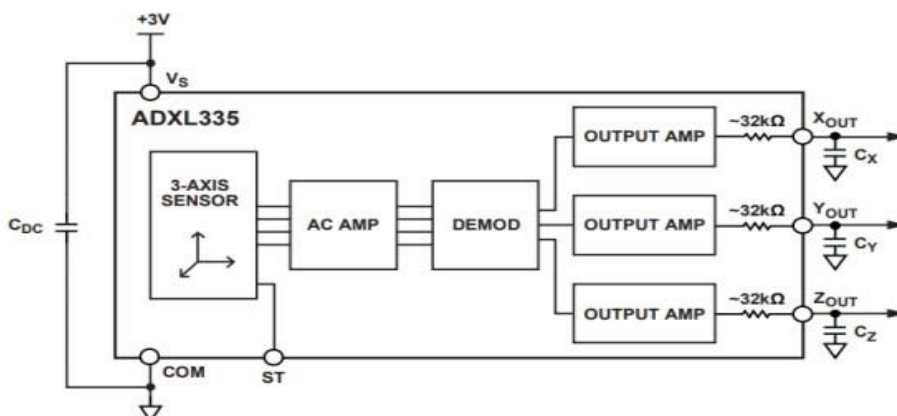 +3V
VS
ADXL335
3-AXIS
SENSOR
AC AMP
DEMOD
OUTPUT AMP
~32kΩ
XOUT
CX
OUTPUT AMP
~32kΩ
YOUT
CY
OUTPUT AMP
~32kΩ
ZOUT
CZ
CDC
COM
ST